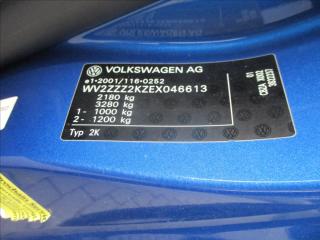 VOLKSWAGEN AG
e1*2001/116*0252
WV2ZZZ2KZEX046613
2180 kg
3280 kg
1- 1000 kg
2- 1200 kg
Typ 2K